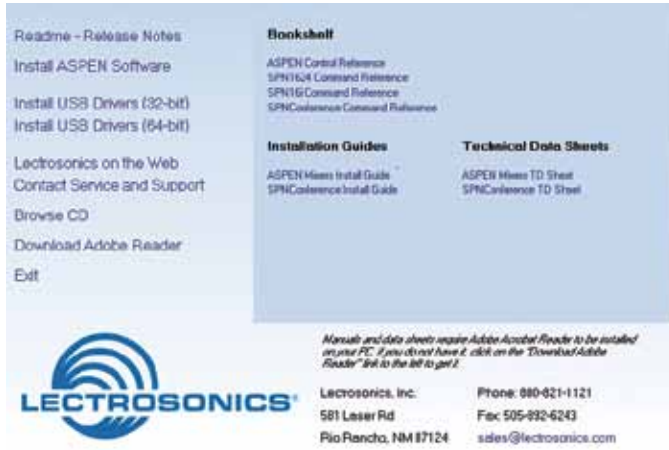 Readme - Release Notes
Install ASPEN Software
Install USB Drivers (32-bit)
Install USB Drivers (64-bit)
Lectrosonics on the Web
Contact Service and Support
Browse CD
Download Adobe Reader
Exit
Bookshelf
ASPEN Control Reference
SPN1624 Command Reference
SPN16i Command Reference
SPNConference Command Reference
Installation Guides
ASPEN Mixers Install Guide
SPNConference Install Guide
Technical Data Sheets
ASPEN Mixers TD Sheet
SPNConference TD Sheet
LECTROSONICS®
Manuals and data sheets require Adobe Acrobat Reader to be installed
on your PC. If you do not have it, click on the "Download Adobe
Reader" link to the left to get it.
Lectrosonics, Inc.
581 Laser Rd
Rio Rancho, NM 87124
Phone: 880-821-1121
Fax: 505-892-6243
sales@lectrosonics.com